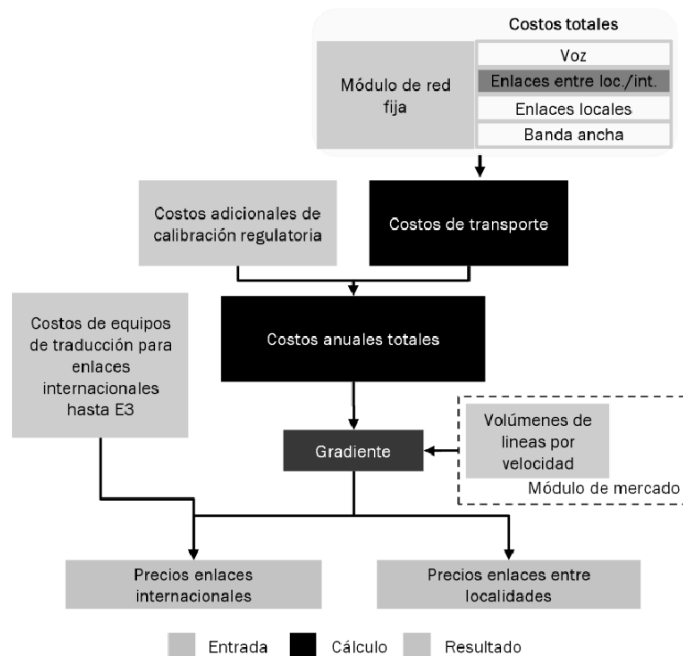 Costos totales
Módulo de red
fija
Voz
Enlaces entre loc./int.
Enlaces locales
Banda ancha
Costos adicionales de
calibración regulatoria
Costos de transporte
Costos de equipos
de traducción para
enlaces
internacionales
hasta E3
Costos anuales totales
Gradiente
Volúmenes de
lineas por
velocidad
Módulo de mercado
Precios enlaces
internacionales
Precios enlaces entre
localidades
Entrada
Cálculo
Resultado